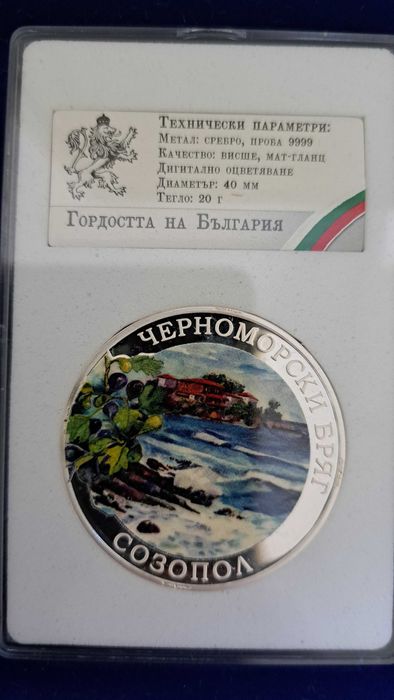 Технически параметри:
Метал: сребро, проба 9999
Качество: висше, мат-гланц
Дигитално оцветяване
Диаметър: 40 мм
Тегло: 20 г
Гордостта на България
ЧЕРНОМОРСКИ БРЯГ
СОЗОПОЛ